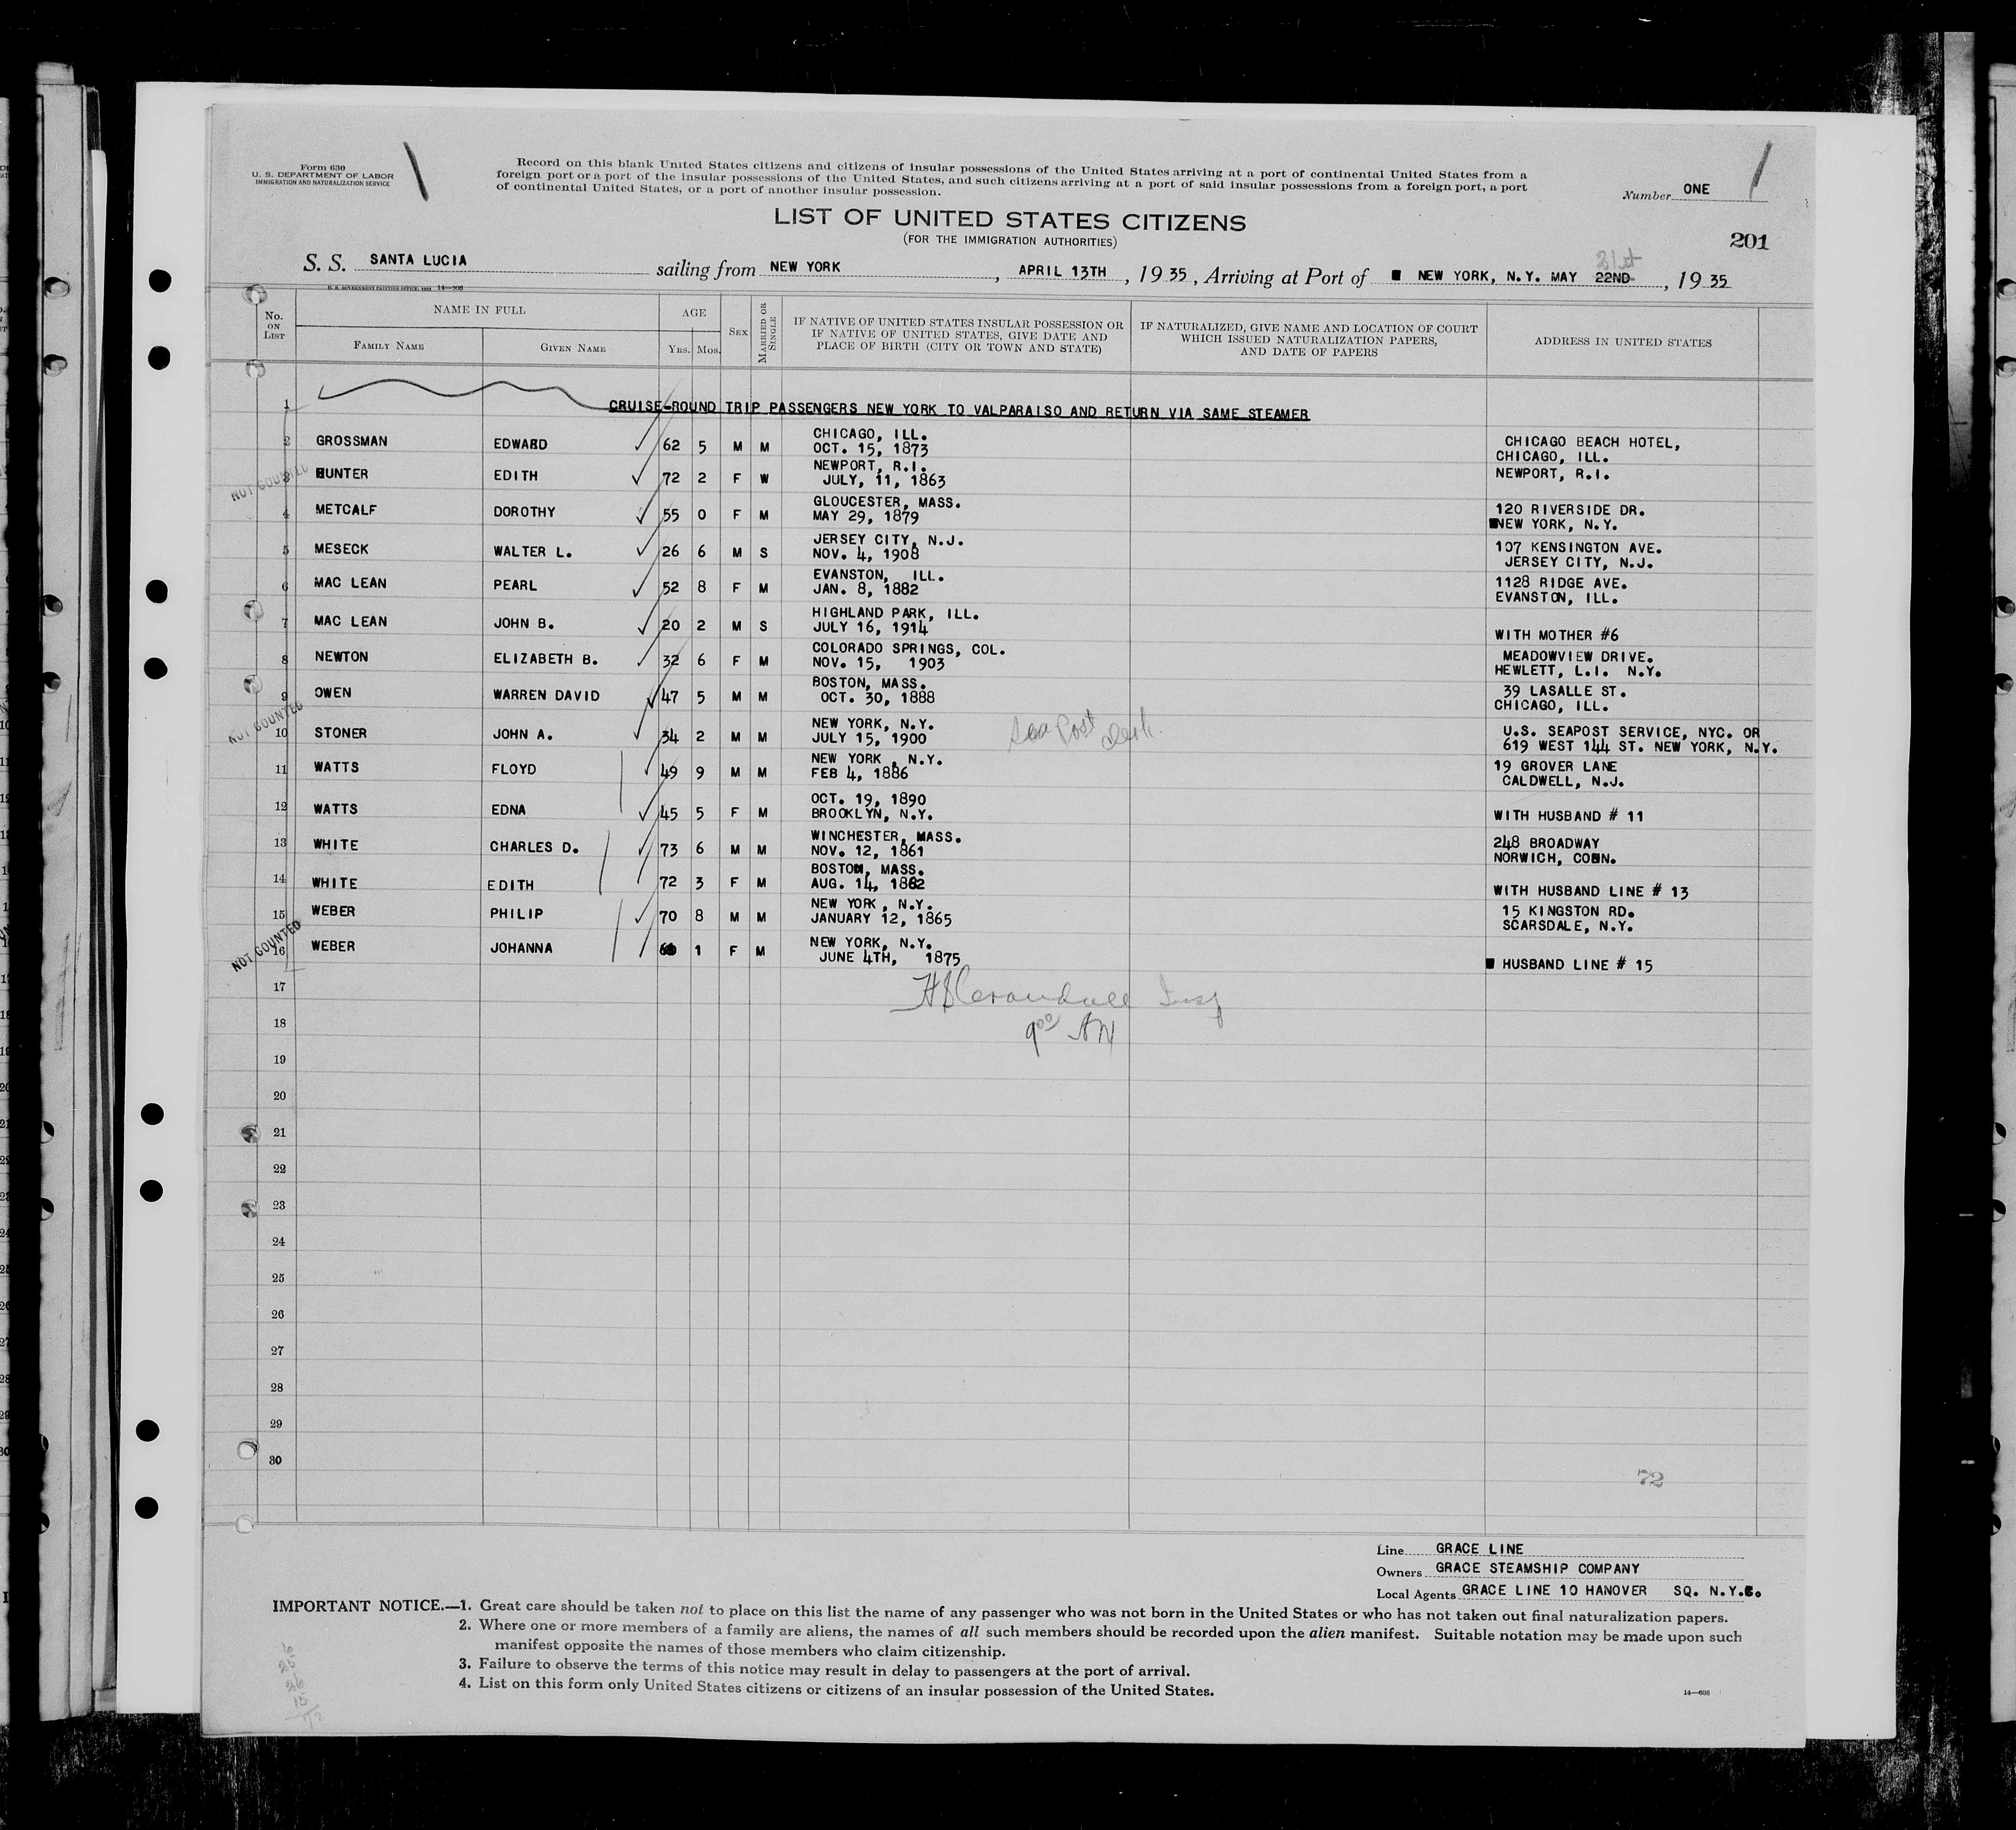 Form 630
U. S. DEPARTMENT OF LABOR
IMMIGRATION AND NATURALIZATION SERVICE
Record on this blank United States citizens and citizens of insular possessions of the United States arriving at a port of continental United States from a
foreign port or a port of the insular possessions of the United States, and such citizens arriving at a port of said insular possessions from a foreign port, a port
of continental United States, or a port of another insular possession.
Number ONE
LIST OF UNITED STATES CITIZENS
(FOR THE IMMIGRATION AUTHORITIES)
201
21st
S. S. SANTA LUCIA sailing from NEW YORK, APRIL 13TH, 1935, Arriving at Port of NEW YORK, N.Y. MAY 22ND, 1935
U. S. GOVERNMENT PRINTING OFFICE: 14—608
No. ON LIST
NAME IN FULL
FAMILY NAME
GIVEN NAME
AGE
YRS. MOS.
SEX
MARRIED OR SINGLE
IF NATIVE OF UNITED STATES INSULAR POSSESSION OR
IF NATIVE OF UNITED STATES, GIVE DATE AND
PLACE OF BIRTH (CITY OR TOWN AND STATE)
IF NATURALIZED, GIVE NAME AND LOCATION OF COURT
WHICH ISSUED NATURALIZATION PAPERS,
AND DATE OF PAPERS
ADDRESS IN UNITED STATES
1 CRUISE-ROUND TRIP PASSENGERS NEW YORK TO VALPARAISO AND RETURN VIA SAME STEAMER
2 GROSSMAN EDWARD 62 5 M M CHICAGO, ILL. CHICAGO BEACH HOTEL,
OCT. 15, 1873 CHICAGO, ILL.
NOT COUNTED
3 HUNTER EDITH 72 2 F W NEWPORT, R.I. NEWPORT, R.I.
JULY, 11, 1863
4 METCALF DOROTHY 55 0 F M GLOUCESTER, MASS. 120 RIVERSIDE DR.
MAY 29, 1879 NEW YORK, N.Y.
5 MESECK WALTER L. 26 6 M S JERSEY CITY, N.J. 107 KENSINGTON AVE.
NOV. 4, 1908 JERSEY CITY, N.J.
6 MAC LEAN PEARL 52 8 F M EVANSTON, ILL. 1128 RIDGE AVE.
JAN. 8, 1882 EVANSTON, ILL.
7 MAC LEAN JOHN B. 20 2 M S HIGHLAND PARK, ILL.
JULY 16, 1914 WITH MOTHER #6
8 NEWTON ELIZABETH B. 32 6 F M COLORADO SPRINGS, COL. MEADOWVIEW DRIVE.
NOV. 15, 1903 HEWLETT, L.I. N.Y.
9 OWEN WARREN DAVID 47 5 M M BOSTON, MASS. 39 LASALLE ST.
OCT. 30, 1888 CHICAGO, ILL.
NOT COUNTED
10 STONER JOHN A. 34 2 M M NEW YORK, N.Y. Sea Post U.S. SEAPOST SERVICE, NYC. OR
JULY 15, 1900 619 WEST 144 ST. NEW YORK, N.Y.
11 WATTS FLOYD 49 9 M M NEW YORK, N.Y. 19 GROVER LANE
FEB 4, 1886 CALDWELL, N.J.
12 WATTS EDNA 45 5 F M OCT. 19, 1890
BROOKLYN, N.Y. WITH HUSBAND # 11
13 WHITE CHARLES D. 73 6 M M WINCHESTER, MASS. 248 BROADWAY
NOV. 12, 1861 NORWICH, CONN.
14 WHITE EDITH 72 3 F M BOSTON, MASS.
AUG. 14, 1862 WITH HUSBAND LINE # 13
15 WEBER PHILIP 70 8 M M NEW YORK, N.Y. 15 KINGSTON RD.
JANUARY 12, 1865 SCARSDALE, N.Y.
NOT COUNTED
16 WEBER JOHANNA 1 F M NEW YORK, N.Y.
JUNE 4TH, 1875 HUSBAND LINE # 15
17
18 9°° AM
19
20
21
22
23
24
25
26
27
28
29
30
72
Line GRACE LINE
Owners GRACE STEAMSHIP COMPANY
Local Agents GRACE LINE 10 HANOVER SQ. N.Y.C.
IMPORTANT NOTICE.—1. Great care should be taken not to place on this list the name of any passenger who was not born in the United States or who has not taken out final naturalization papers.
2. Where one or more members of a family are aliens, the names of all such members should be recorded upon the alien manifest. Suitable notation may be made upon such
manifest opposite the names of those members who claim citizenship.
3. Failure to observe the terms of this notice may result in delay to passengers at the port of arrival.
4. List on this form only United States citizens or citizens of an insular possession of the United States.
14—608